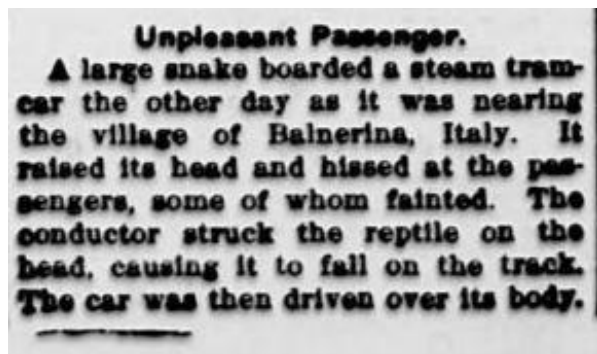 Unpleasant Passenger.
A large snake boarded a steam tram-
car the other day as it was nearing
the village of Balnerina, Italy. It
raised its head and hissed at the pas-
sengers, some of whom fainted. The
conductor struck the reptile on the
head, causing it to fall on the track.
The car was then driven over its body.